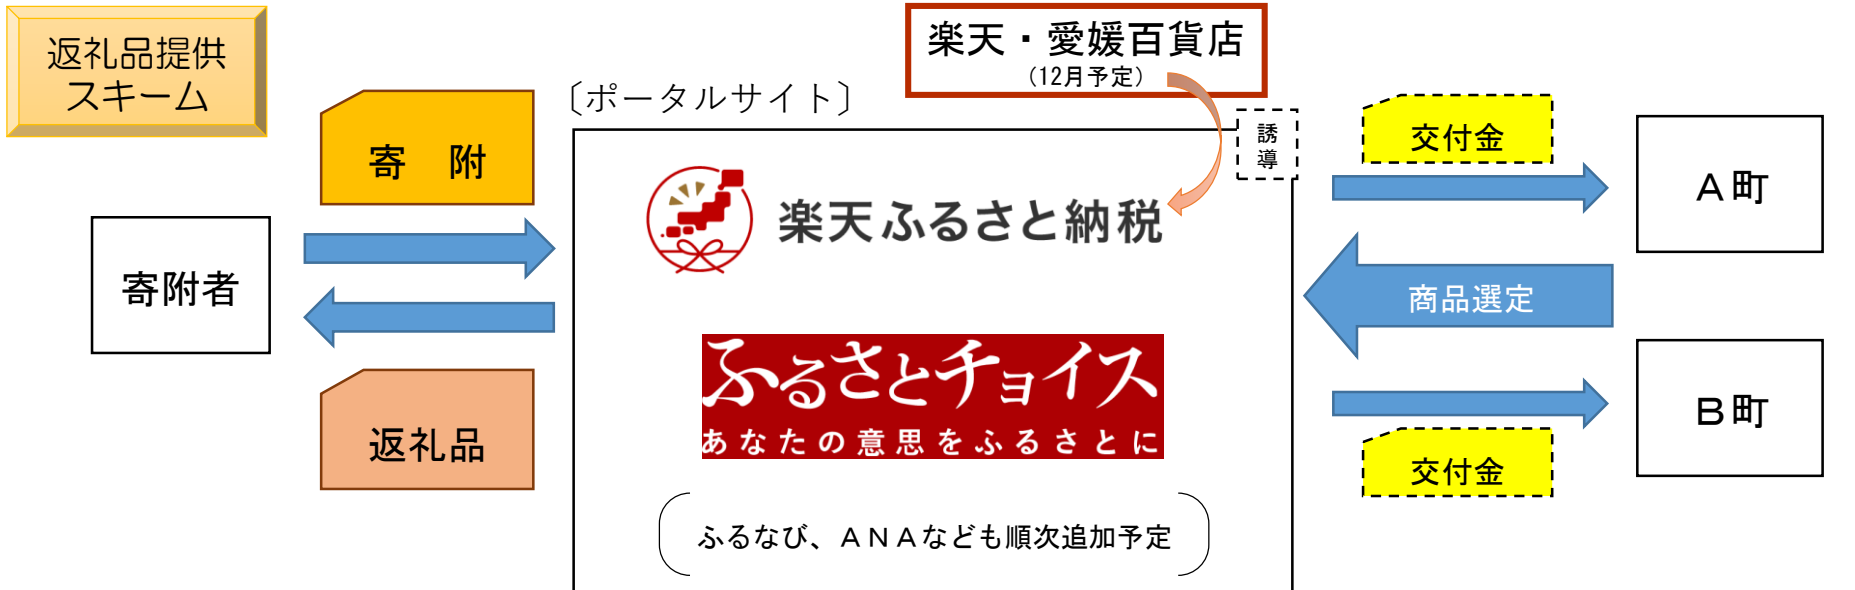 返礼品提供
スキーム
寄　附
寄附者
返礼品
〔ポータルサイト〕
楽天・愛媛百貨店
(12月予定)
誘
導
楽天ふるさと納税
ふるさとチョイス
あなたの意思をふるさとに
ふるなび、ＡＮＡなども順次追加予定
交付金
Ａ町
商品選定
Ｂ町
交付金